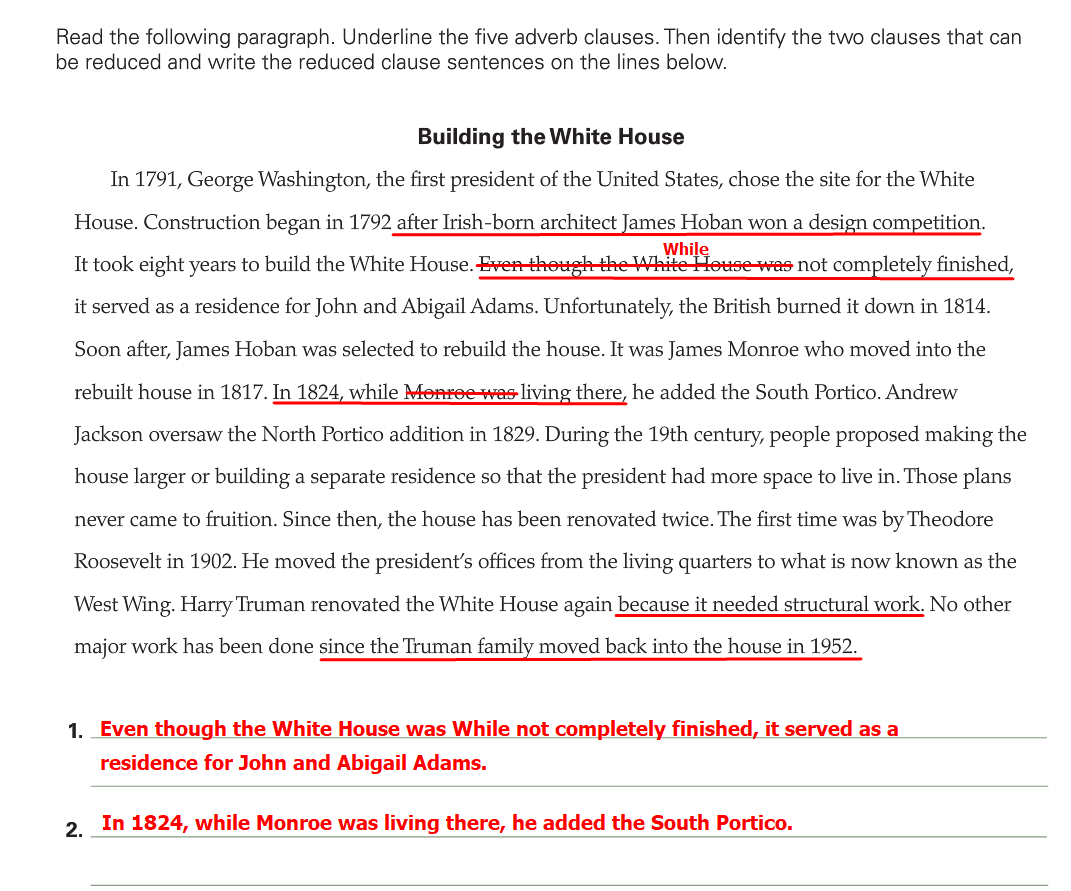 Read the following paragraph. Underline the five adverb clauses. Then identify the two clauses that can
be reduced and write the reduced clause sentences on the lines below.
Building the White House
In 1791, George Washington, the first president of the United States, chose the site for the White
House. Construction began in 1792 after Irish-born architect James Hoban won a design competition.
While
It took eight years to build the White House. Even though the White House was not completely finished,
it served as a residence for John and Abigail Adams. Unfortunately, the British burned it down in 1814.
Soon after, James Hoban was selected to rebuild the house. It was James Monroe who moved into the
rebuilt house in 1817. In 1824, while Monroe was living there, he added the South Portico. Andrew
Jackson oversaw the North Portico addition in 1829. During the 19th century, people proposed making the
house larger or building a separate residence so that the president had more space to live in. Those plans
never came to fruition. Since then, the house has been renovated twice. The first time was by Theodore
Roosevelt in 1902. He moved the president's offices from the living quarters to what is now known as the
West Wing. Harry Truman renovated the White House again because it needed structural work. No other
major work has been done since the Truman family moved back into the house in 1952.
1. Even though the White House was While not completely finished, it served as a
residence for John and Abigail Adams.
2. In 1824, while Monroe was living there, he added the South Portico.